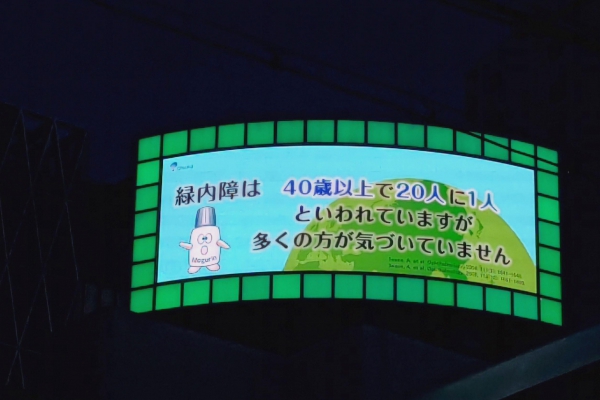 緑内障は 40歳以上で20人に1人
といわれていますが
多くの方が気づいていません